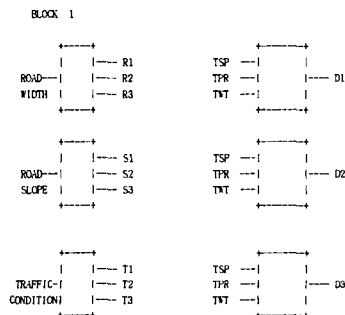 BLOCK 1
R1
ROAD R2
WIDTH R3
TSP
TPR D1
TWT
S1
ROAD S2
SLOPE S3
TSP
TPR D2
TWT
T1
TRAFFIC T2
CONDITION T3
TSP
TPR D3
TWT